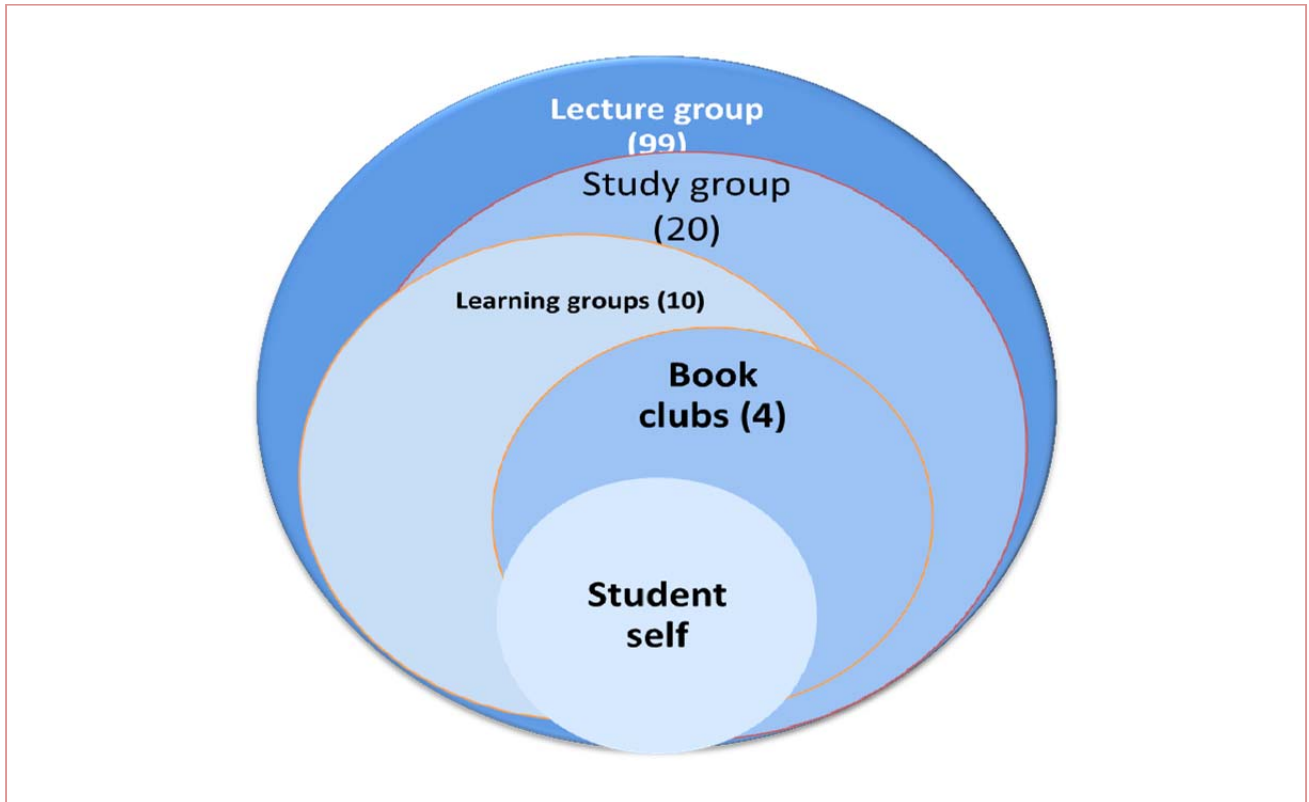 Lecture group
(99)
Study group
(20)
Learning groups (10)
Book
clubs (4)
Student
self